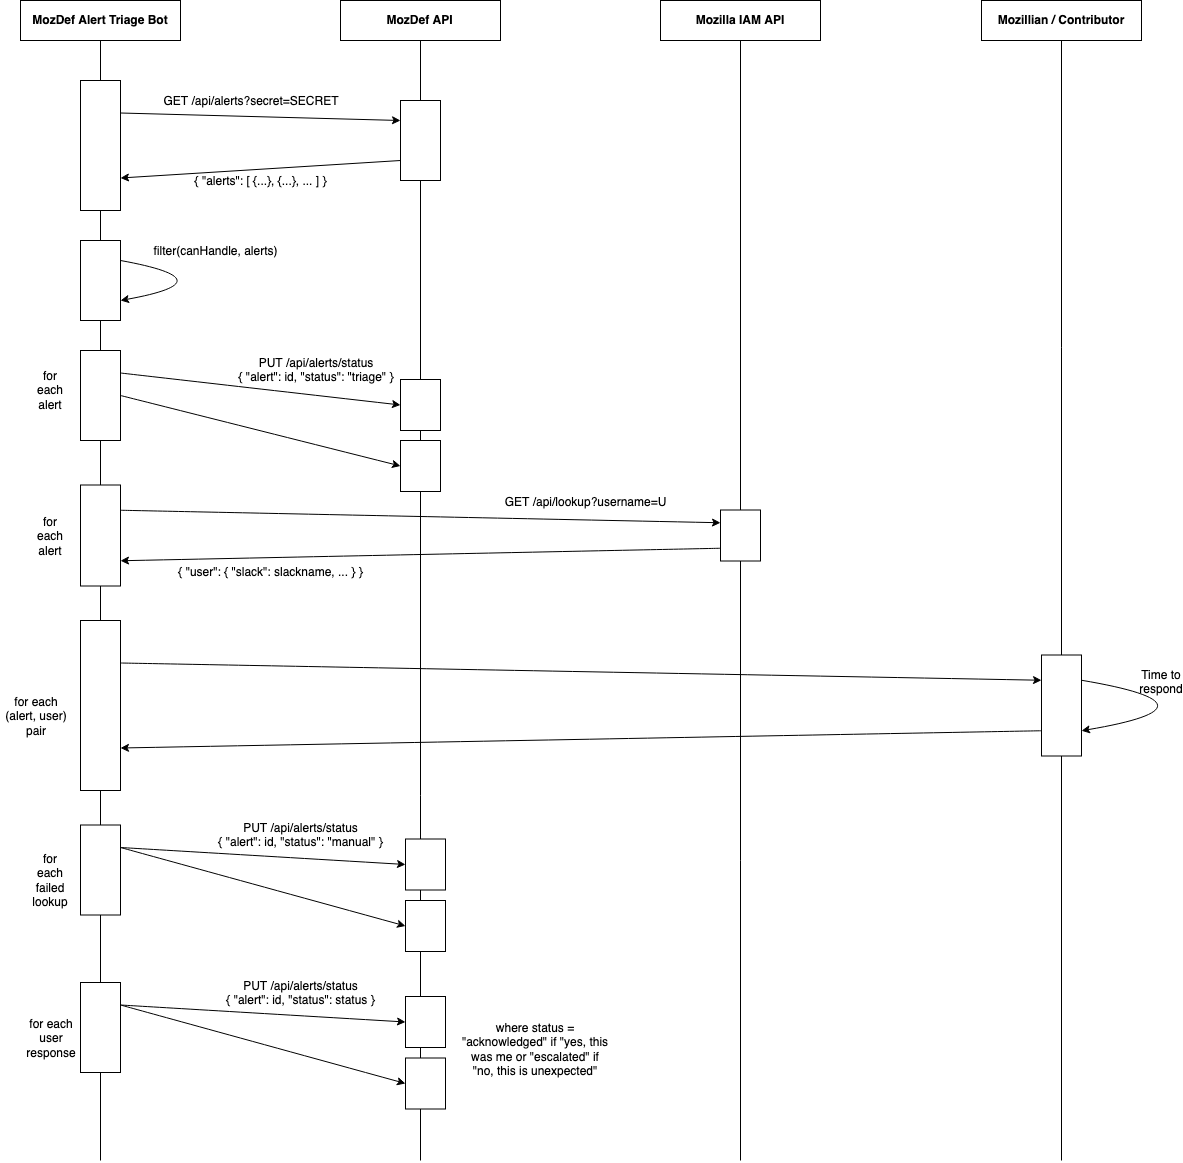 MozDef Alert Triage Bot
MozDef API
Mozilla IAM API
Mozillian / Contributor
GET /api/alerts?secret=SECRET
{ "alerts": [ {...}, {...}, ... ] }
filter(canHandle, alerts)
for
each
alert
PUT /api/alerts/status
{ "alert": id, "status": "triage" }
for
each
alert
GET /api/lookup?username=U
{ "user": { "slack": slackname, ... } }
for each
(alert, user)
pair
Time to
respond
for
each
failed
lookup
PUT /api/alerts/status
{ "alert": id, "status": "manual" }
for each
user
response
PUT /api/alerts/status
{ "alert": id, "status": status }
where status =
"acknowledged" if "yes, this
was me or "escalated" if
"no, this is unexpected"